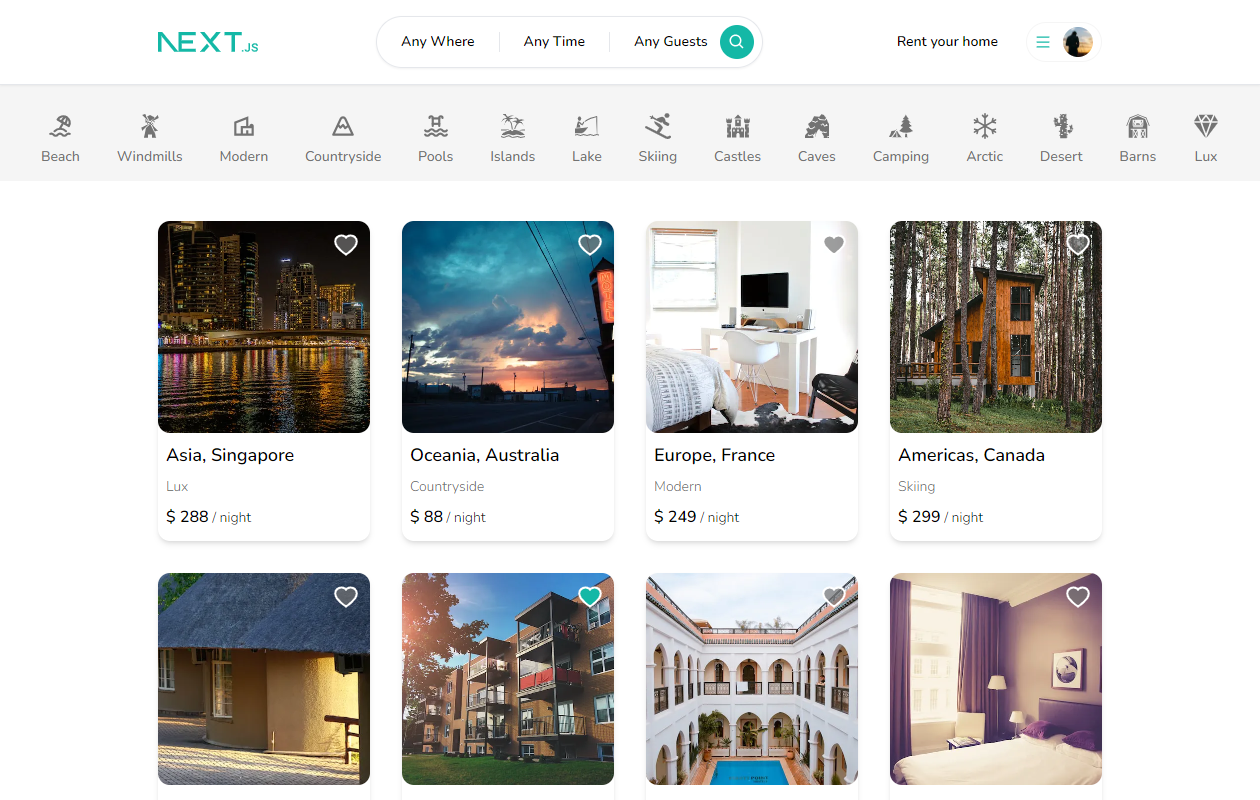 NEXT.JS
Any Where
Any Time
Any Guests
Rent your home
Beach
Windmills
Modern
Countryside
Pools
Islands
Lake
Skiing
Castles
Caves
Camping
Arctic
Desert
Barns
Lux
Asia, Singapore
Lux
$ 288 / night
Oceania, Australia
Countryside
$ 88 / night
Europe, France
Modern
$ 249 / night
Americas, Canada
Skiing
$ 299 / night